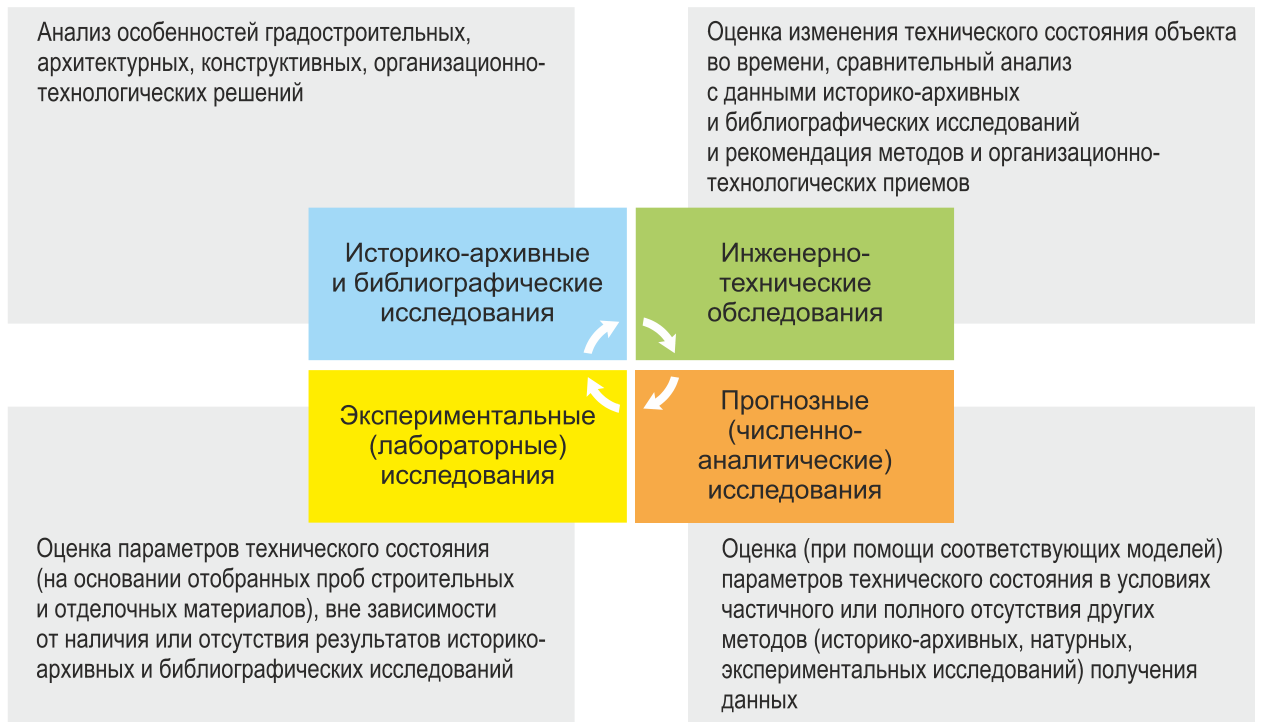 Анализ особенностей градостроительных,
архитектурных, конструктивных, организационно-
технологических решений
Оценка изменения технического состояния объекта
во времени, сравнительный анализ
с данными историко-архивных
и библиографических исследований
и рекомендация методов и организационно-
технологических приемов
Историко-архивные
и библиографические
исследования
Инженерно-
технические
обследования
Экспериментальные
(лабораторные)
исследования
Прогнозные
(численно-
аналитические)
исследования
Оценка параметров технического состояния
(на основании отобранных проб строительных
и отделочных материалов), вне зависимости
от наличия или отсутствия результатов историко-
архивных и библиографических исследований
Оценка (при помощи соответствующих моделей)
параметров технического состояния в условиях
частичного или полного отсутствия других
методов (историко-архивных, натурных,
экспериментальных исследований) получения
данных